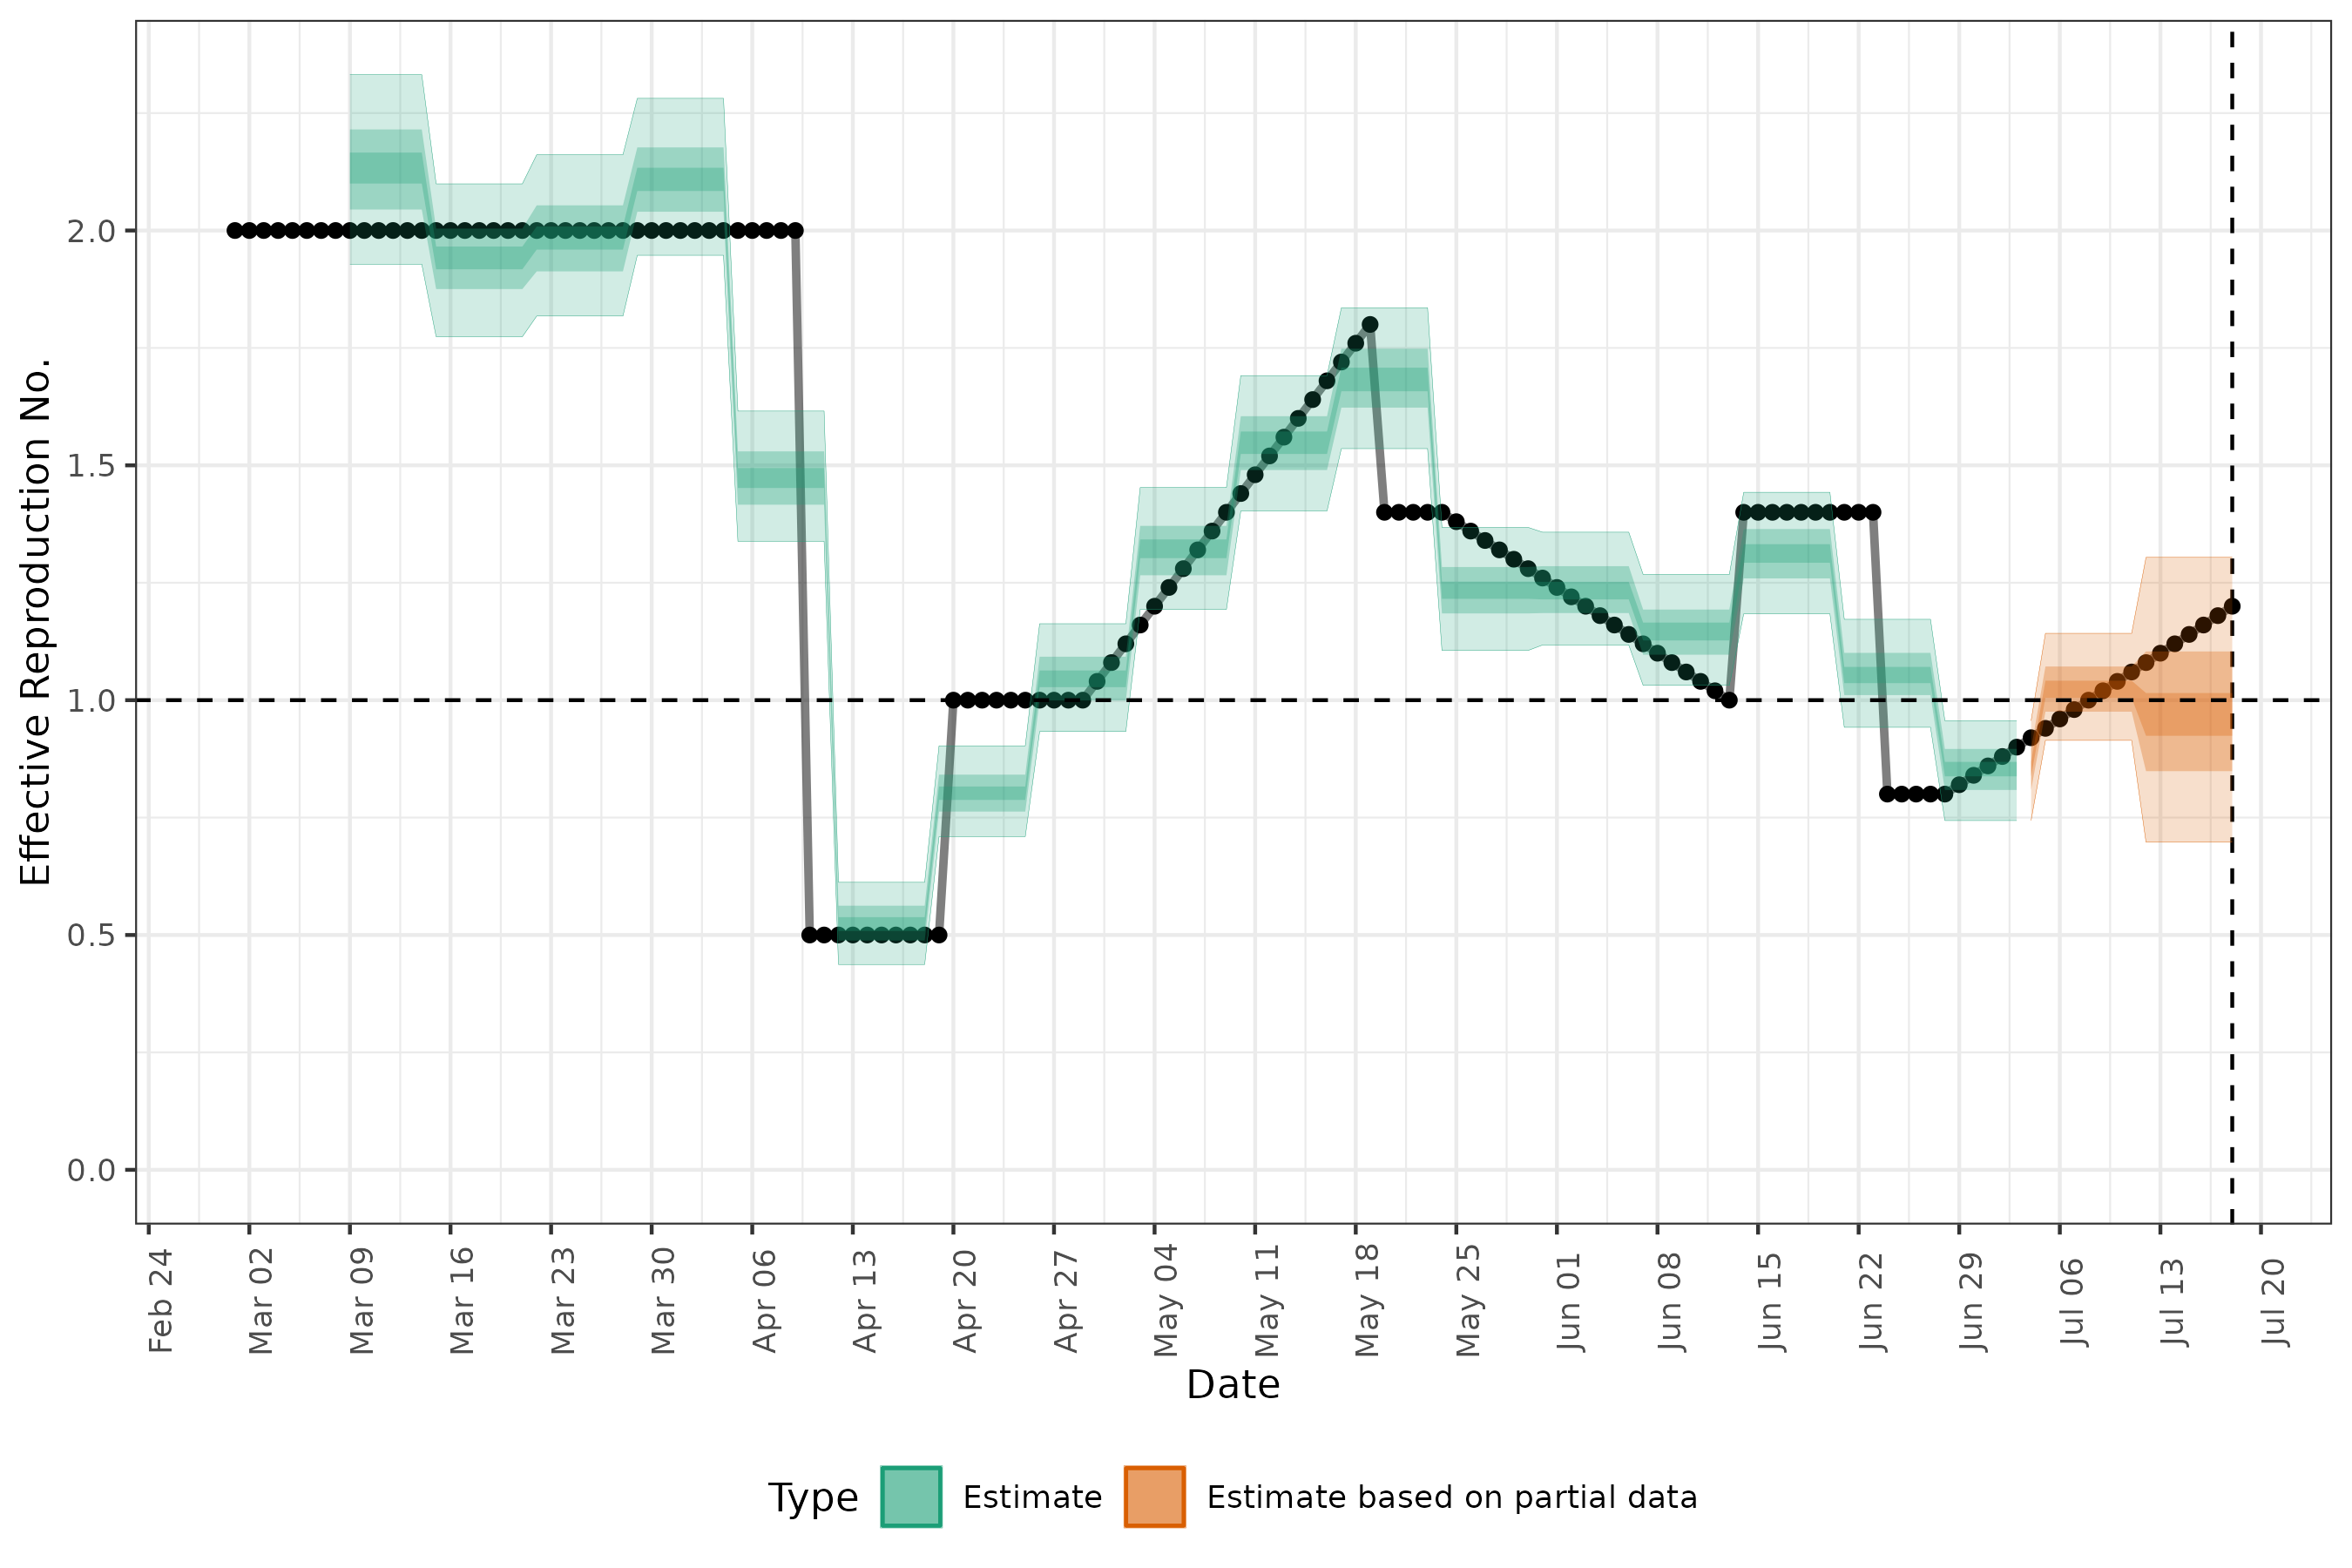 Effective Reproduction No.
2.0
1.5
1.0
0.5
0.0
Feb 24
Mar 02
Mar 09
Mar 16
Mar 23
Mar 30
Apr 06
Apr 13
Apr 20
Apr 27
May 04
May 11
May 18
May 25
Jun 01
Jun 08
Jun 15
Jun 22
Jun 29
Jul 06
Jul 13
Jul 20
Date
Type Estimate Estimate based on partial data